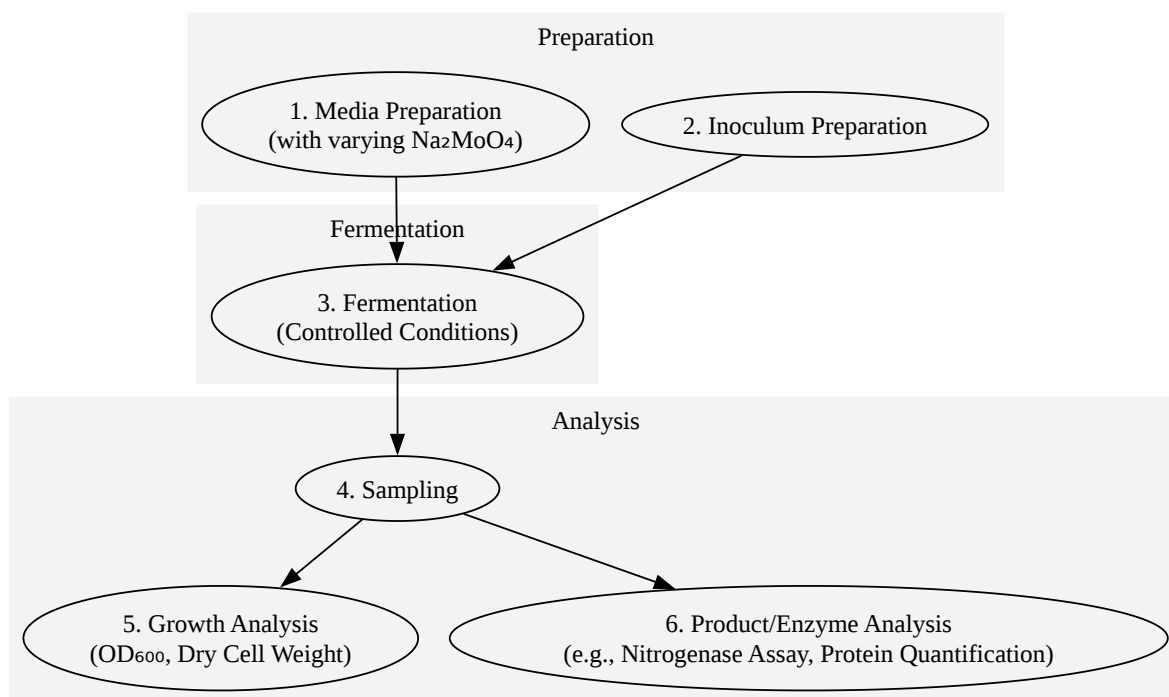 Preparation
1. Media Preparation
(with varying Na₂MoO₄)
2. Inoculum Preparation
Fermentation
3. Fermentation
(Controlled Conditions)
Analysis
4. Sampling
5. Growth Analysis
(OD₆₀₀, Dry Cell Weight)
6. Product/Enzyme Analysis
(e.g., Nitrogenase Assay, Protein Quantification)